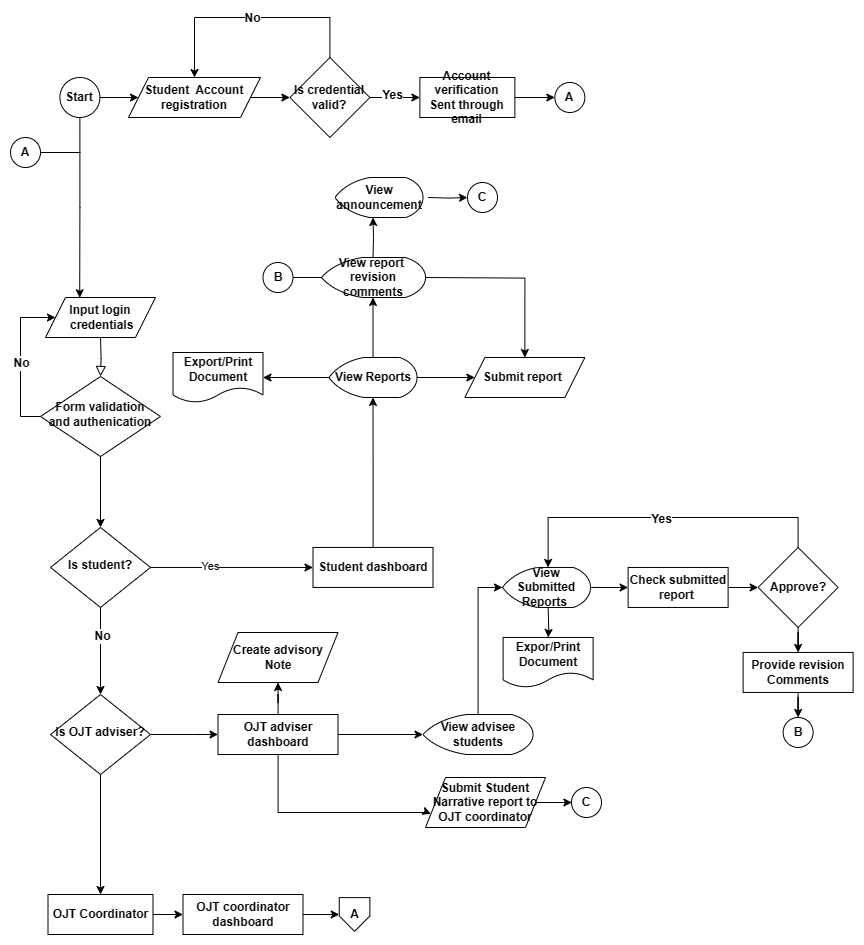 No
Start
Student Account
registration
Is credential
valid?
Yes
Account
verification
Sent through
email
A
A
View
announcement
C
B
View report
revision
comments
Input login
credentials
No
Export/Print
Document
View Reports
Submit report
Form validation
and authenication
Yes
Is student?
Yes
Student dashboard
View
Submitted
Reports
Check submitted
report
Approve?
No
Create advisory
Note
Expor/Print
Document
Provide revision
Comments
Is OJT adviser?
OJT adviser
dashboard
View advisee
students
B
Submit Student
Narrative report to
OJT coordinator
C
OJT Coordinator
OJT coordinator
dashboard
A